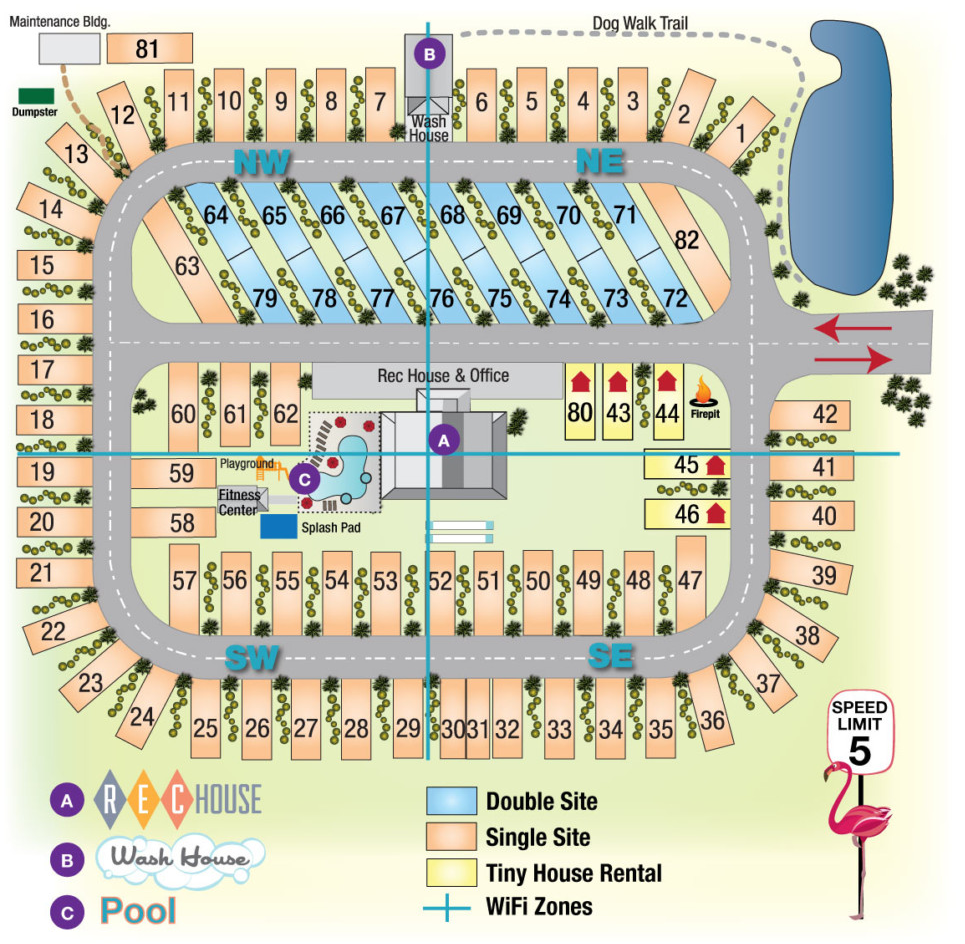 Maintenance Bldg.
Dog Walk Trail
81
B
Dumpster
12
11
10
9
8
7
Wash
House
6
5
4
3
2
1
13
NW
NE
14
64
65
66
67
68
69
70
71
82
15
63
16
79
78
77
76
75
74
73
72
17
Rec House & Office
18
60
61
62
80
43
44
Firepit
42
A
19
59
Playground
C
45
41
20
58
Fitness
Center
Splash Pad
46
40
21
57
56
55
54
53
52
51
50
49
48
47
39
22
38
SW
SE
23
37
24
25
26
27
28
29
30
31
32
33
34
35
36
SPEED
LIMIT
5
A
REC HOUSE
B
Wash House
C
Pool
Double Site
Single Site
Tiny House Rental
WiFi Zones